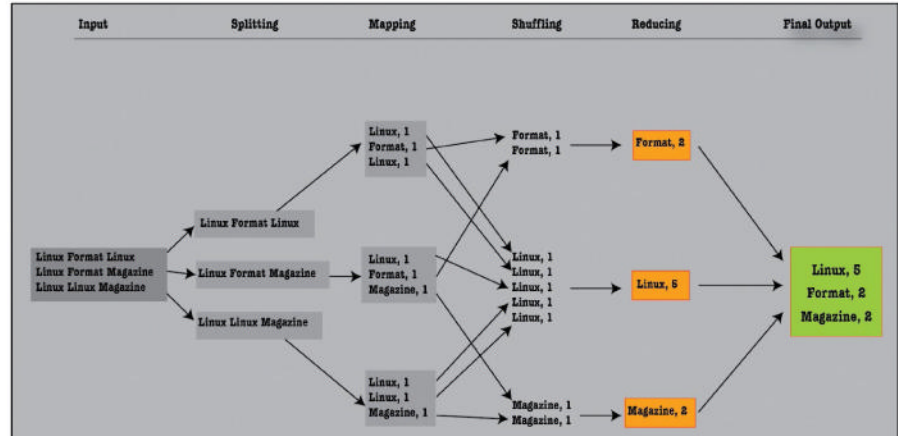 Input
Splitting
Mapping
Shuffling
Reducing
Final Output
Linux Format Linux
Linux Format Magazine
Linux Linux Magazine
Linux Format Linux
Linux Format Magazine
Linux Linux Magazine
Linux, 1
Format, 1
Linux, 1
Linux, 1
Format, 1
Magazine, 1
Linux, 1
Linux, 1
Magazine, 1
Format, 1
Format, 1
Linux, 1
Linux, 1
Linux, 1
Linux, 1
Linux, 1
Magazine, 1
Magazine, 1
Format, 2
Linux, 5
Magazine, 2
Linux, 5
Format, 2
Magazine, 2